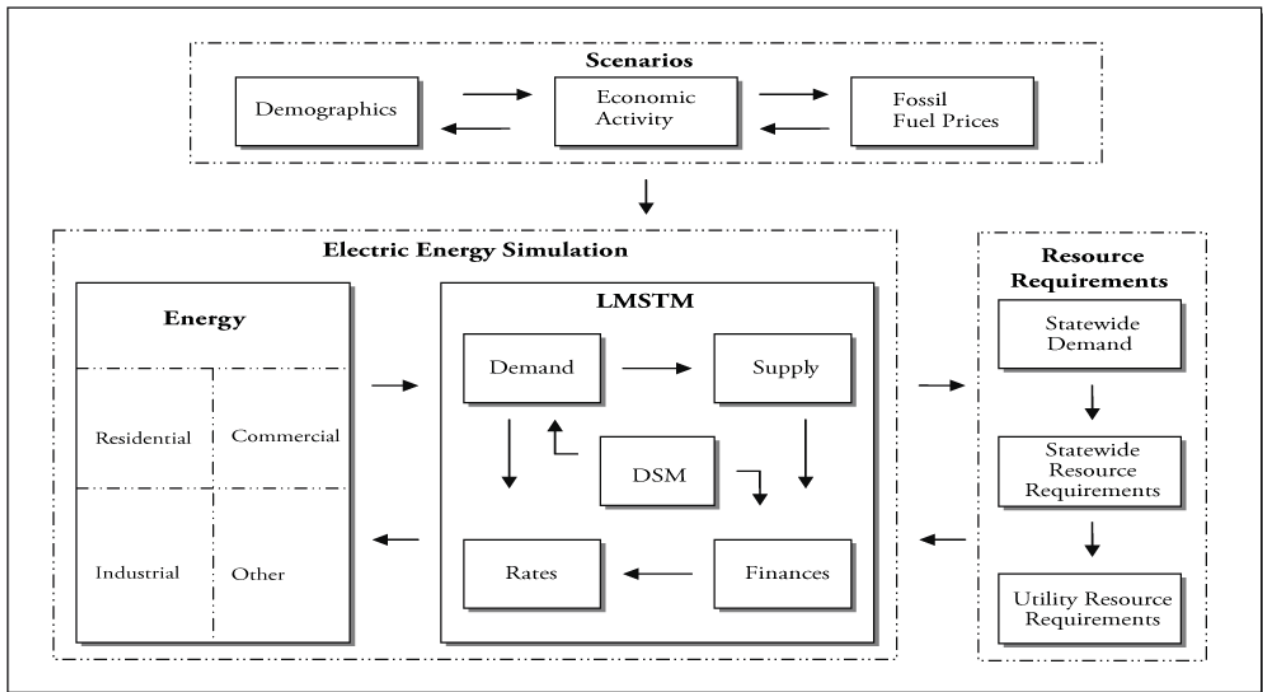 Scenarios
Demographics
Economic
Activity
Fossil
Fuel Prices
Electric Energy Simulation
Energy
Residential
Commercial
Industrial
Other
LMSTM
Demand
Supply
DSM
Rates
Finances
Resource
Requirements
Statewide
Demand
Statewide
Resource
Requirements
Utility Resource
Requirements